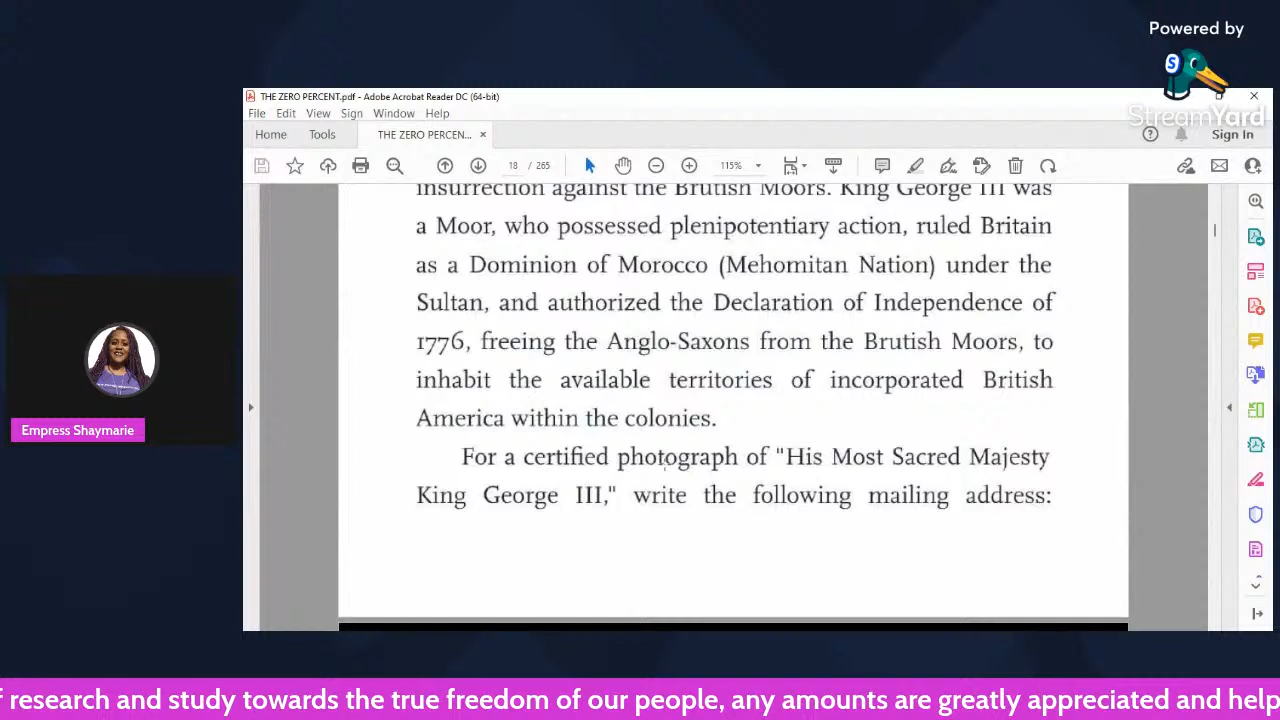 Powered by
StreamYard
THE ZERO PERCENT.pdf - Adobe Acrobat Reader DC (64-bit)
File Edit View Sign Window Help
Home Tools THE ZERO PERCEN... × Sign In
18 / 265 115%
insurrection against the Brutish Moors. King George III was
a Moor, who possessed plenipotentiary action, ruled Britain
as a Dominion of Morocco (Mehomitan Nation) under the
Sultan, and authorized the Declaration of Independence of
1776, freeing the Anglo-Saxons from the Brutish Moors, to
inhabit the available territories of incorporated British
America within the colonies.
For a certified photograph of "His Most Sacred Majesty
King George III," write the following mailing address:
Empress Shaymarie
f research and study towards the true freedom of our people, any amounts are greatly appreciated and help